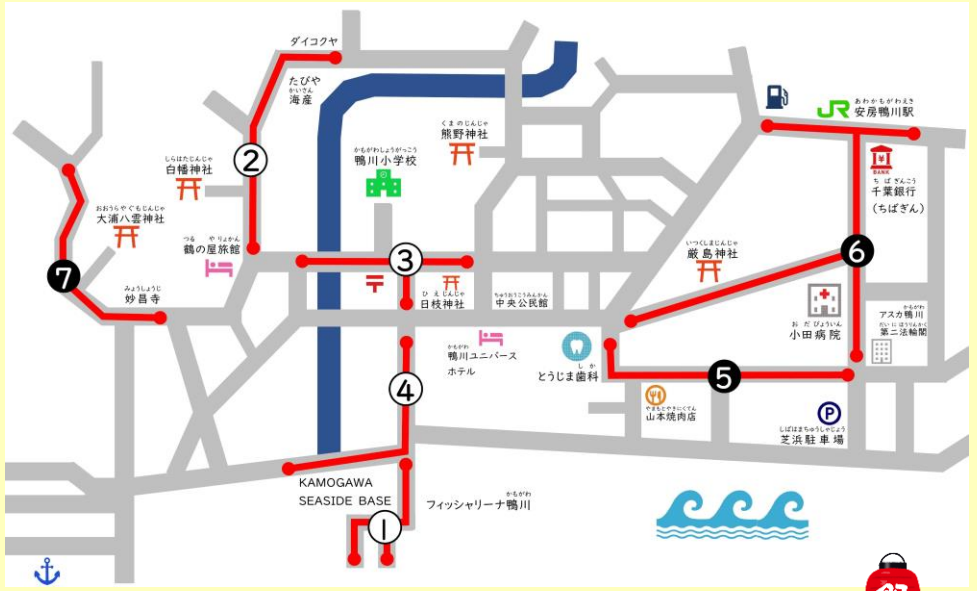 ダイコクヤ
たびや
かいさん
海産
JR
あわかもがわえき
安房鴨川駅
くまのじんじゃ
熊野神社
かもがわしょうがっこう
鴨川小学校
②
しらはたじんじゃ
白幡神社
BANK
ちばぎんこう
千葉銀行
(ちばぎん)
おおうらやぐもじんじゃ
大浦八雲神社
つるやりょかん
鶴の屋旅館
⑥
いつくしまじんじゃ
厳島神社
③
〒
⑦
みょうしょうじ
妙昌寺
ひえじんじゃ
日枝神社
ちゅうおうこうみんかん
中央公民館
おだびょういん
小田病院
かもがわ
アスカ鴨川
だいにほうりんかく
第二法輪閣
かもがわ
鴨川ユニバース
ホテル
しか
とうじま歯科
⑤
④
やまもとやきにくてん
山本焼肉店
P
しばはまちゅうしゃじょう
芝浜駐車場
KAMOGAWA
SEASIDE BASE
かもがわ
フィッシャリーナ鴨川
①